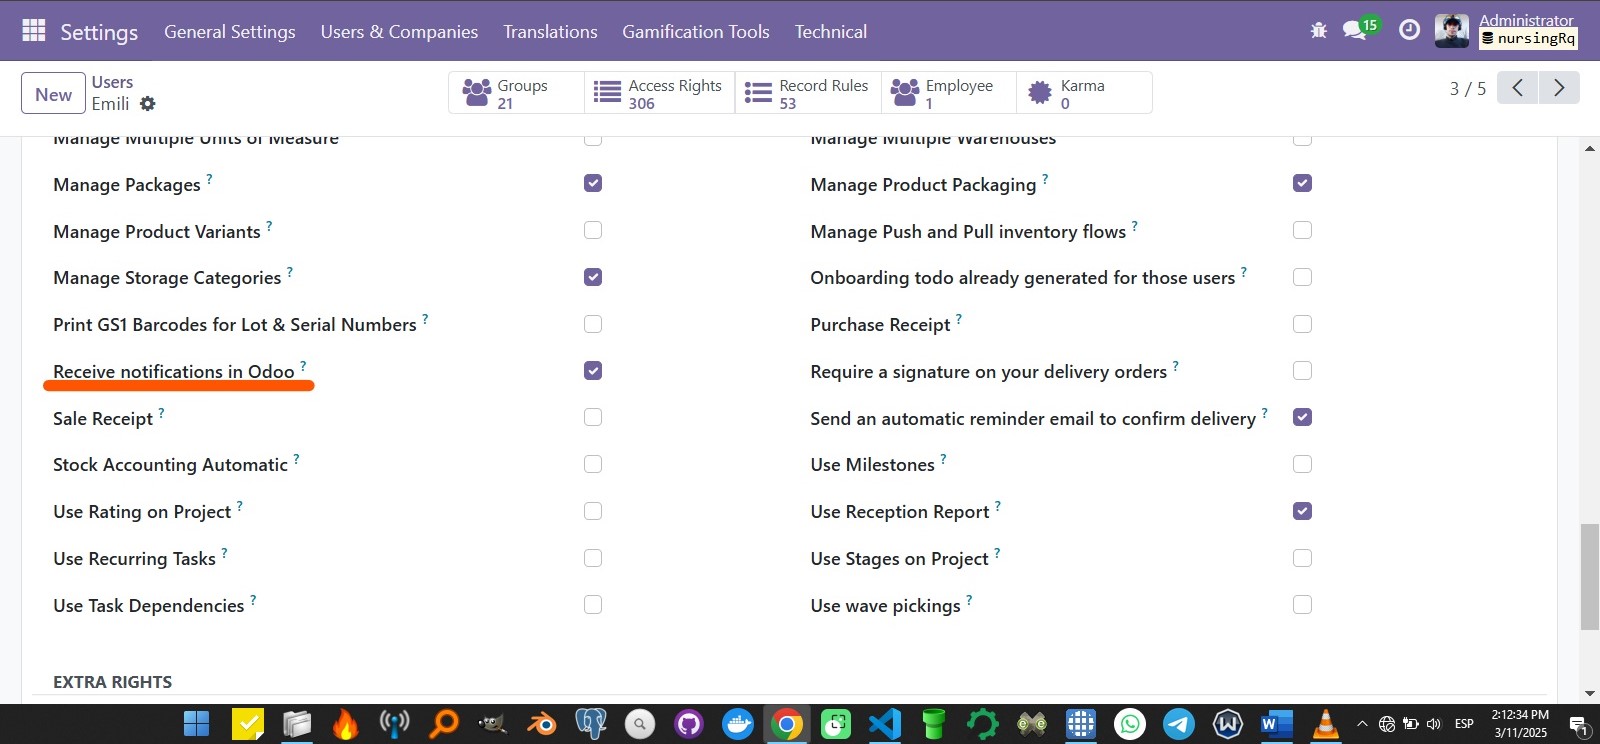 Settings General Settings Users & Companies Translations Gamification Tools Technical 15 Administrator
nursingRq
New Users
Emili
Groups
21
Access Rights
306
Record Rules
53
Employee
1
Karma
0
3 / 5
Manage Multiple Units of Measure Manage Multiple Warehouses
Manage Packages ? Manage Product Packaging ?
Manage Product Variants ? Manage Push and Pull inventory flows ?
Manage Storage Categories ? Onboarding todo already generated for those users ?
Print GS1 Barcodes for Lot & Serial Numbers ? Purchase Receipt ?
Receive notifications in Odoo ? Require a signature on your delivery orders ?
Sale Receipt ? Send an automatic reminder email to confirm delivery ?
Stock Accounting Automatic ? Use Milestones ?
Use Rating on Project ? Use Reception Report ?
Use Recurring Tasks ? Use Stages on Project ?
Use Task Dependencies ? Use wave pickings ?
EXTRA RIGHTS
ESP
2:12:34 PM
3/11/2025
1